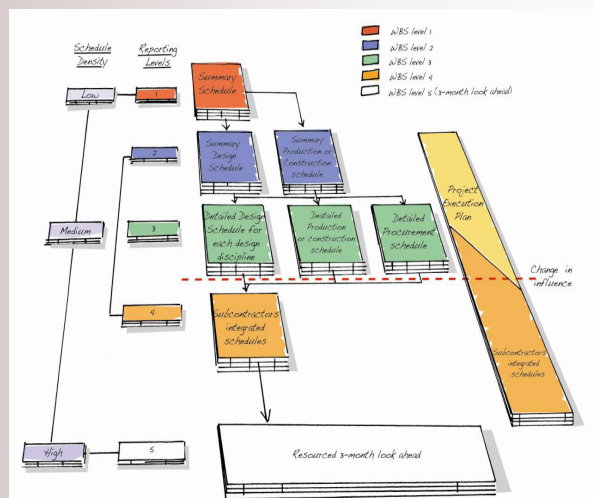 Schedule
Density
Reporting
Levels
WBS level 1
WBS level 2
WBS level 3
WBS level 4
WBS level 5 (3-month look ahead)
Low
1
Summary
Schedule
2
Summary
Design
Schedule
Summary
Production or
Construction
schedule
Project
Execution
Plan
Medium
3
Detailed Design
Schedule for
each design
discipline
Detailed
Production
or construction
schedule
Detailed
Procurement
schedule
Change in
influence
4
Subcontractors
integrated
schedules
Subcontractors
integrated
schedules
High
5
Resourced 3-month look ahead